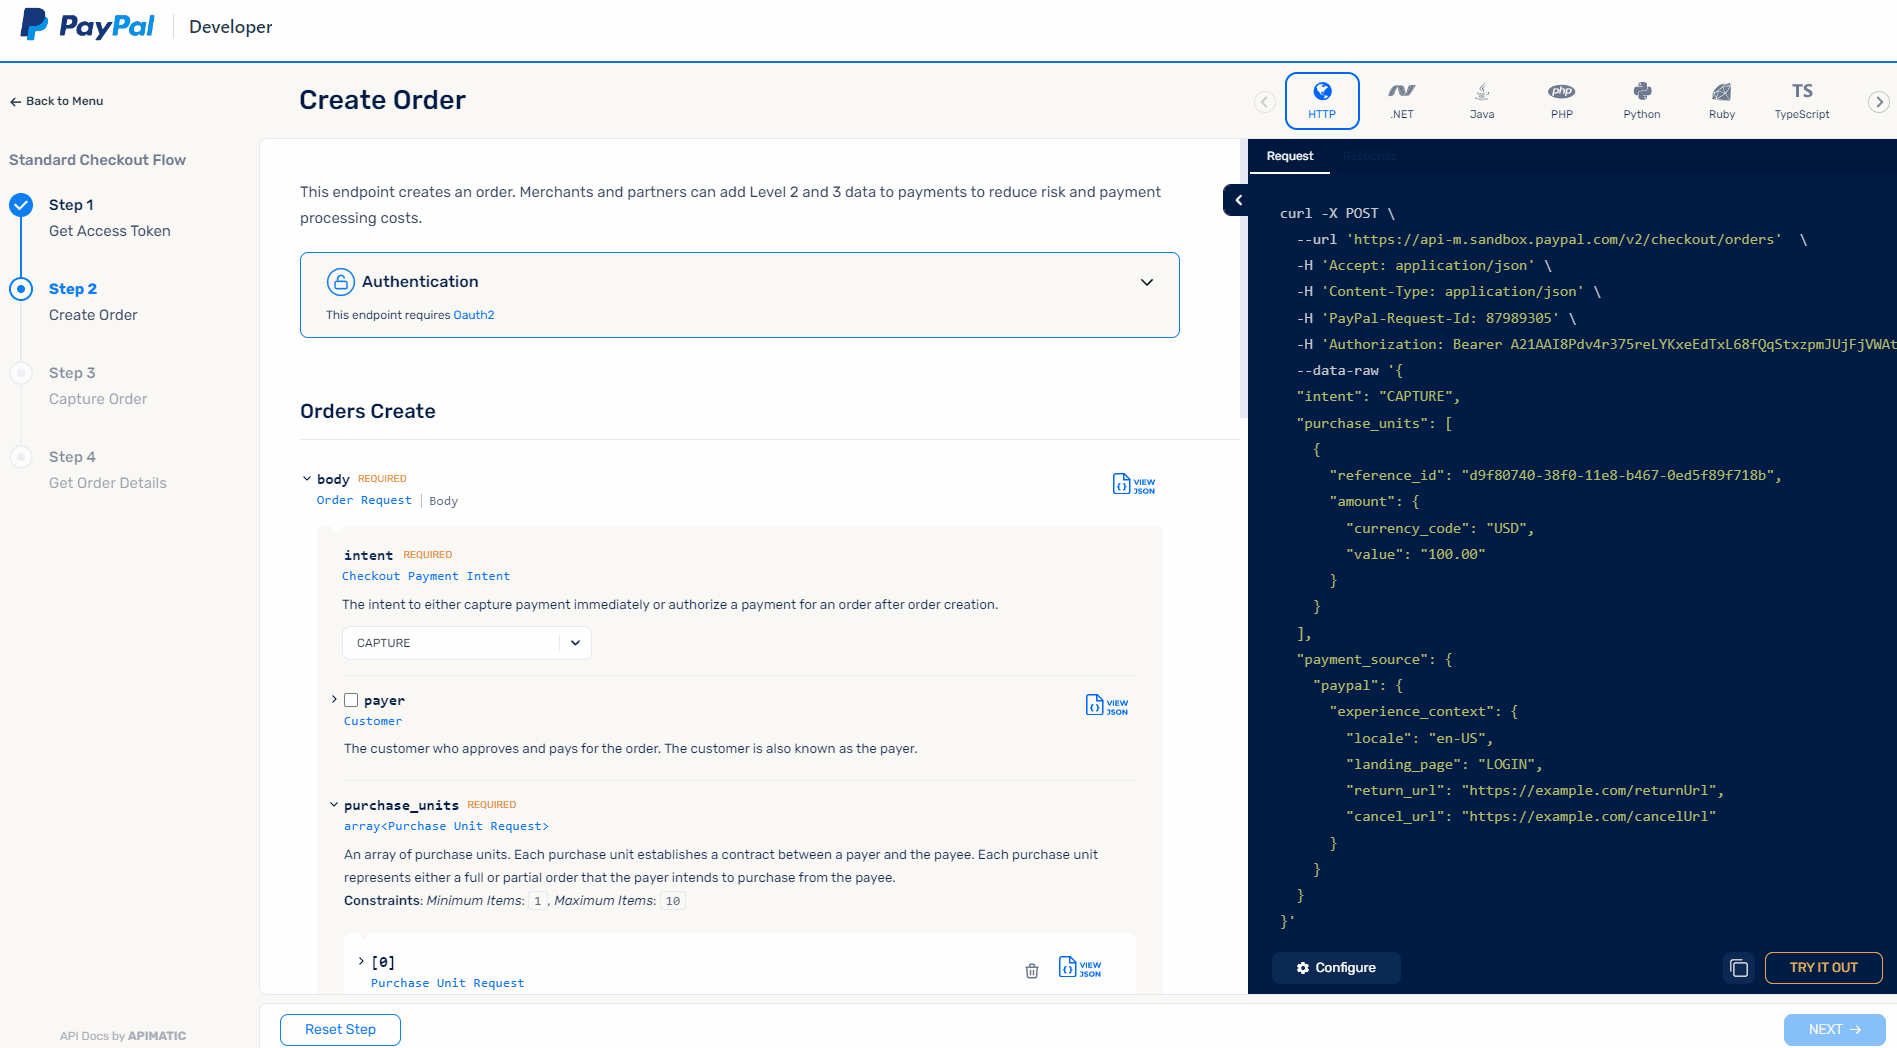 PayPal Developer
Back to Menu
Create Order
HTTP
.NET
Java
php
PHP
Python
Ruby
TS
TypeScript
Standard Checkout Flow
Step 1
Get Access Token
Step 2
Create Order
Step 3
Capture Order
Step 4
Get Order Details
API Docs by APIMATIC
This endpoint creates an order. Merchants and partners can add Level 2 and 3 data to payments to reduce risk and payment
processing costs.
Authentication
This endpoint requires Oauth2
Orders Create
body REQUIRED
Order Request | Body
VIEW
JSON
intent REQUIRED
Checkout Payment Intent
The intent to either capture payment immediately or authorize a payment for an order after order creation.
CAPTURE
payer
Customer
VIEW
JSON
The customer who approves and pays for the order. The customer is also known as the payer.
purchase_units REQUIRED
array<Purchase Unit Request>
An array of purchase units. Each purchase unit establishes a contract between a payer and the payee. Each purchase unit
represents either a full or partial order that the payer intends to purchase from the payee.
Constraints: Minimum Items: 1, Maximum Items: 10
[0]
Purchase Unit Request
VIEW
JSON
Reset Step
Request Response
curl -X POST \
--url 'https://api-m.sandbox.paypal.com/v2/checkout/orders' \
-H 'Accept: application/json' \
-H 'Content-Type: application/json' \
-H 'PayPal-Request-Id: 87989305' \
-H 'Authorization: Bearer A21AAI8Pdv4r375reLYKxeEdTxL68fQqStxzpmJUjFjVWAt
--data-raw '{
"intent": "CAPTURE",
"purchase_units": [
{
"reference_id": "d9f80740-38f0-11e8-b467-0ed5f89f718b",
"amount": {
"currency_code": "USD",
"value": "100.00"
}
}
],
"payment_source": {
"paypal": {
"experience_context": {
"locale": "en-US",
"landing_page": "LOGIN",
"return_url": "https://example.com/returnUrl",
"cancel_url": "https://example.com/cancelUrl"
}
}
}
}'
Configure
TRY IT OUT
NEXT